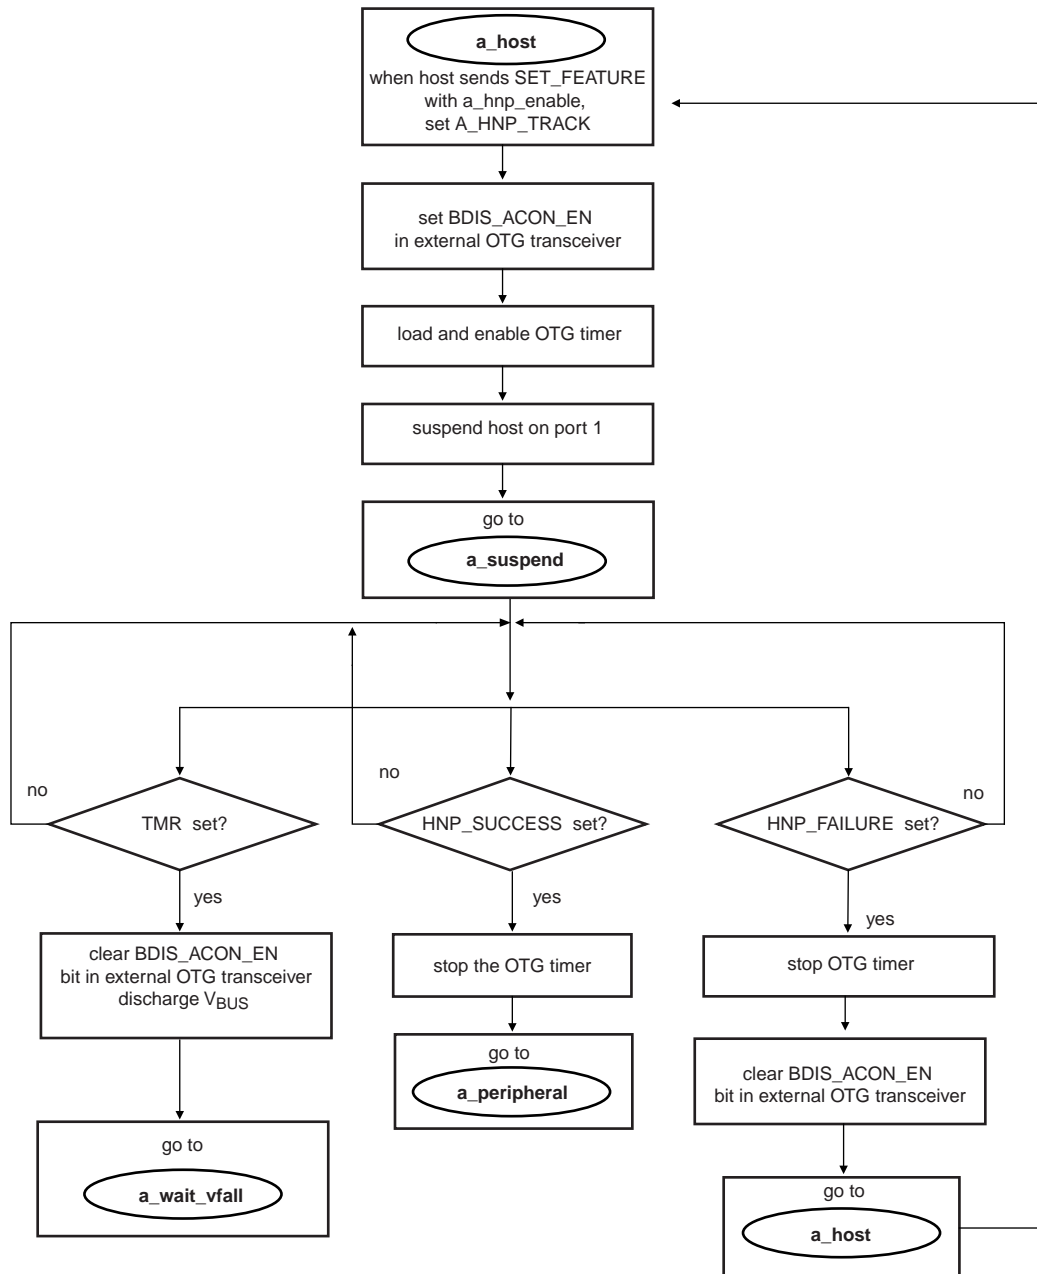 a_host
when host sends SET_FEATURE
with a_hnp_enable,
set A_HNP_TRACK
set BDIS_ACON_EN
in external OTG transceiver
load and enable OTG timer
suspend host on port 1
go to
a_suspend
no
TMR set?
yes
no
HNP_SUCCESS set?
yes
no
HNP_FAILURE set?
yes
clear BDIS_ACON_EN
bit in external OTG transceiver
discharge VBUS
go to
a_wait_vfall
stop the OTG timer
go to
a_peripheral
stop OTG timer
clear BDIS_ACON_EN
bit in external OTG transceiver
go to
a_host